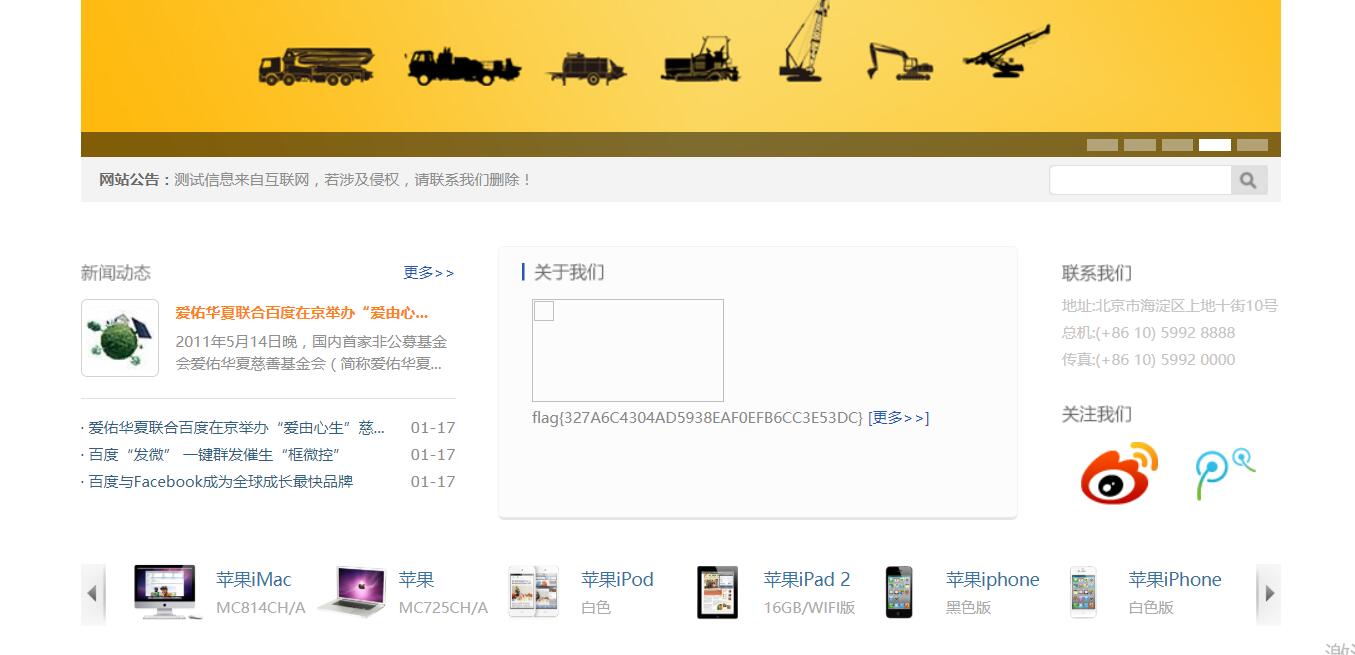 网站公告：测试信息来自互联网，若涉及侵权，请联系我们删除！
新闻动态
更多>>
爱佑华夏联合百度在京举办“爱由心...
2011年5月14日晚，国内首家非公募基金
会爱佑华夏慈善基金会（简称爱佑华夏...
· 爱佑华夏联合百度在京举办“爱由心生”慈... 01-17
· 百度“发微” 一键群发催生“框微控” 01-17
· 百度与Facebook成为全球成长最快品牌 01-17
关于我们
flag{327A6C4304AD5938EAF0EFB6CC3E53DC} [更多>>]
联系我们
地址:北京市海淀区上地十街10号
总机:(+86 10) 5992 8888
传真:(+86 10) 5992 0000
关注我们
苹果iMac
MC814CH/A
苹果
MC725CH/A
苹果iPod
白色
苹果iPad 2
16GB/WIFI版
苹果iphone
黑色版
苹果iPhone
白色版